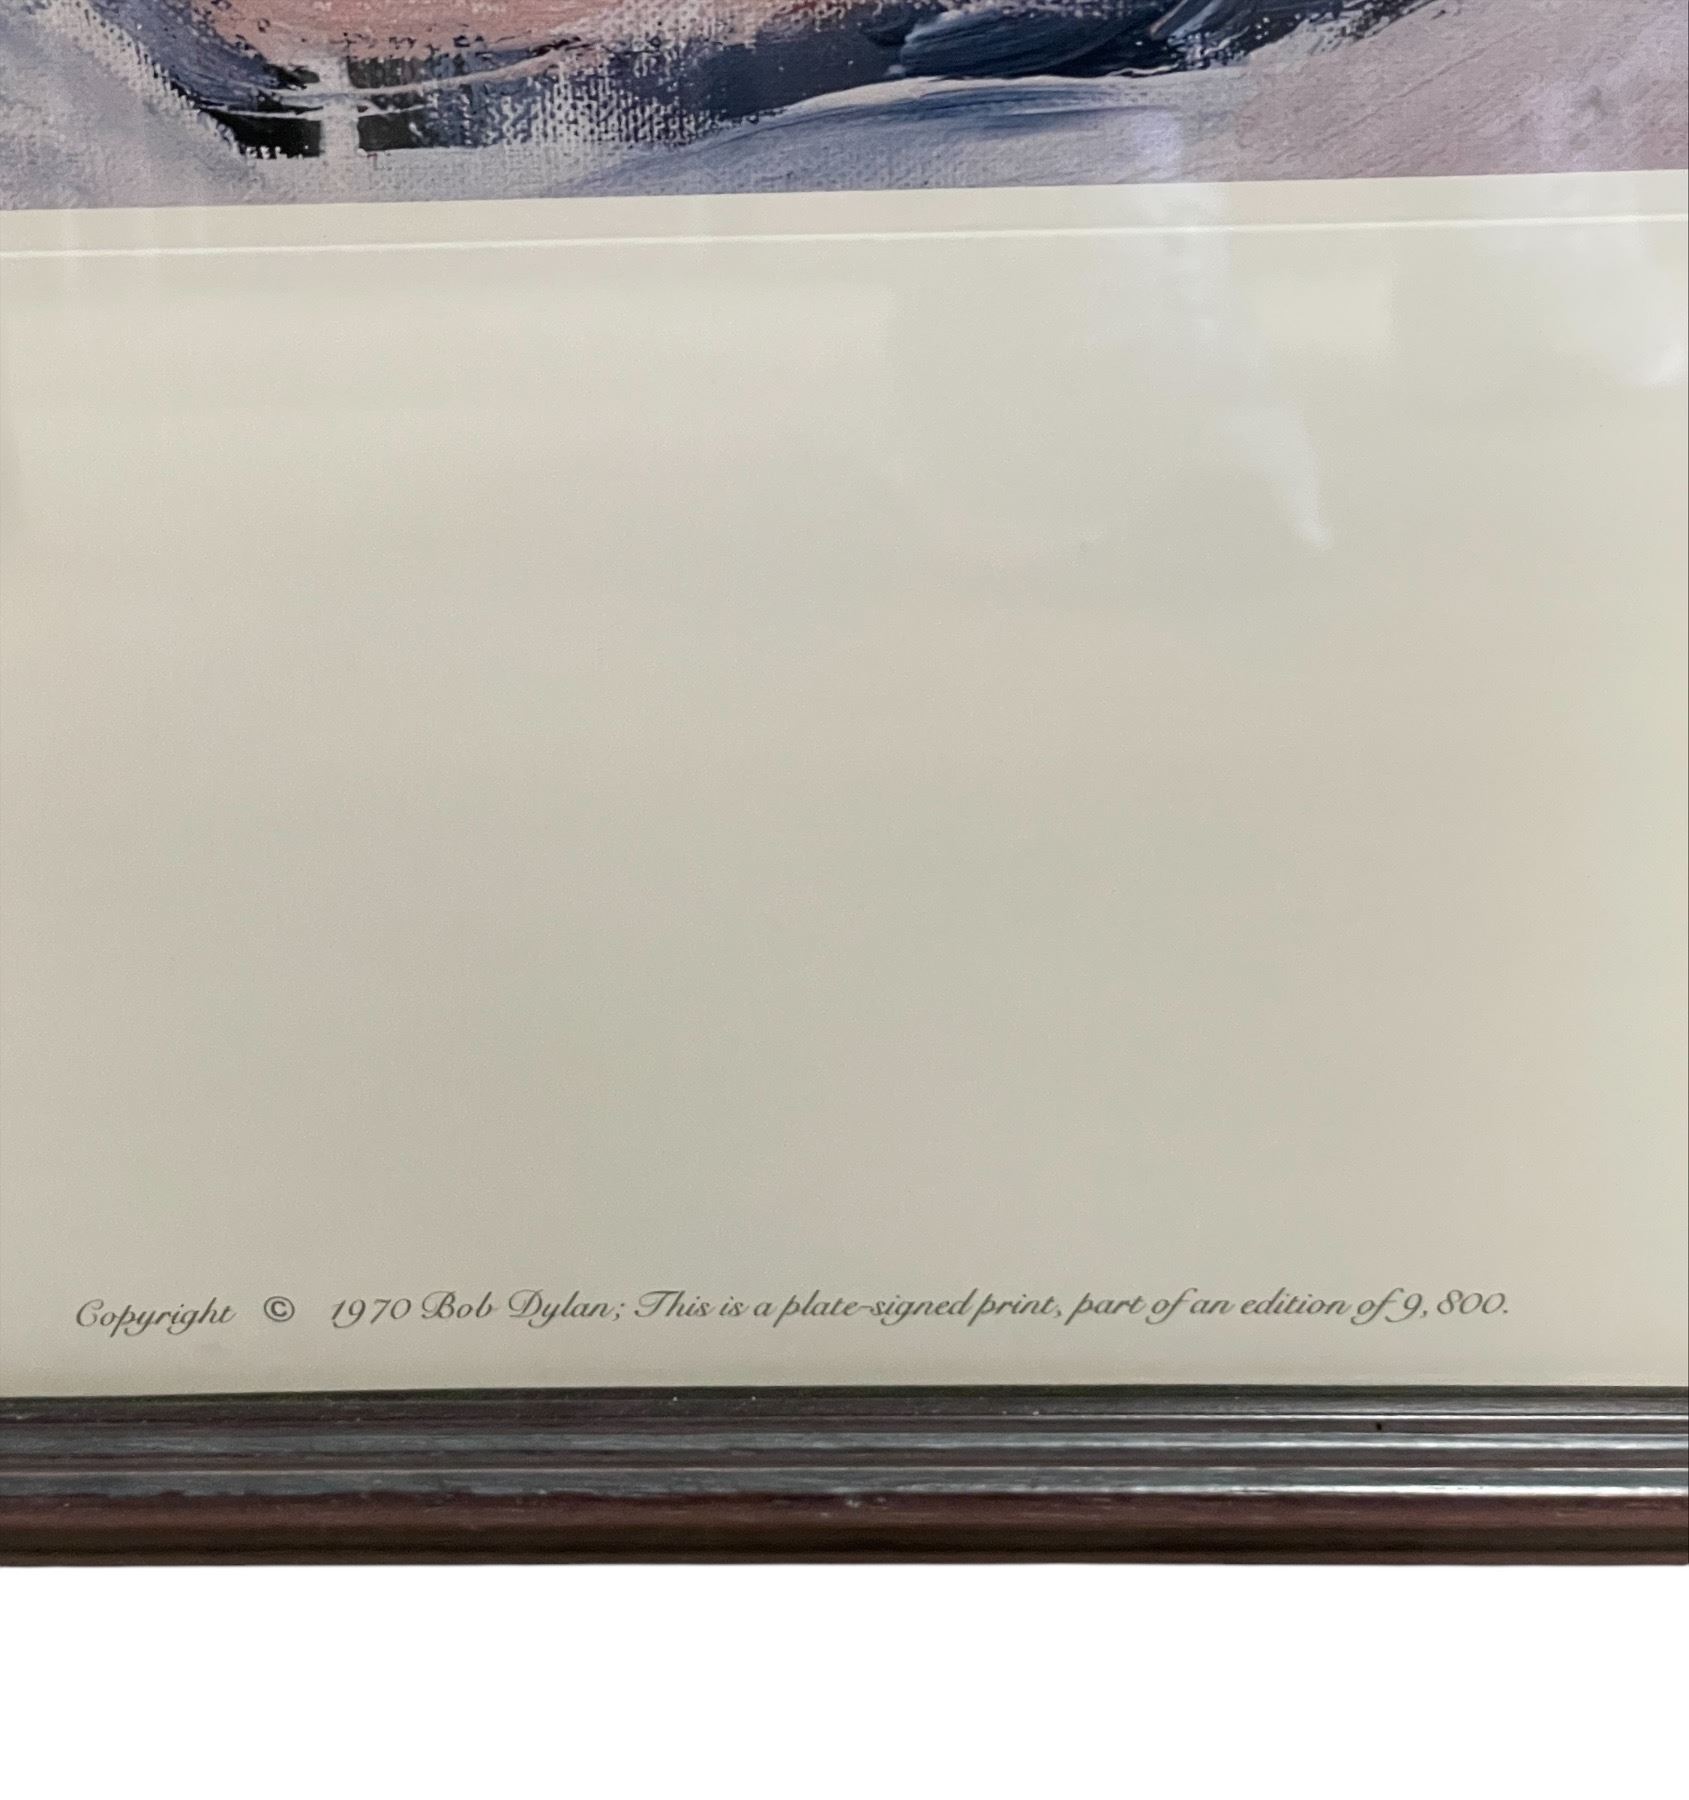 Copyright © 1970 Bob Dylan; This is a plate-signed print, part of an edition of 9,800.